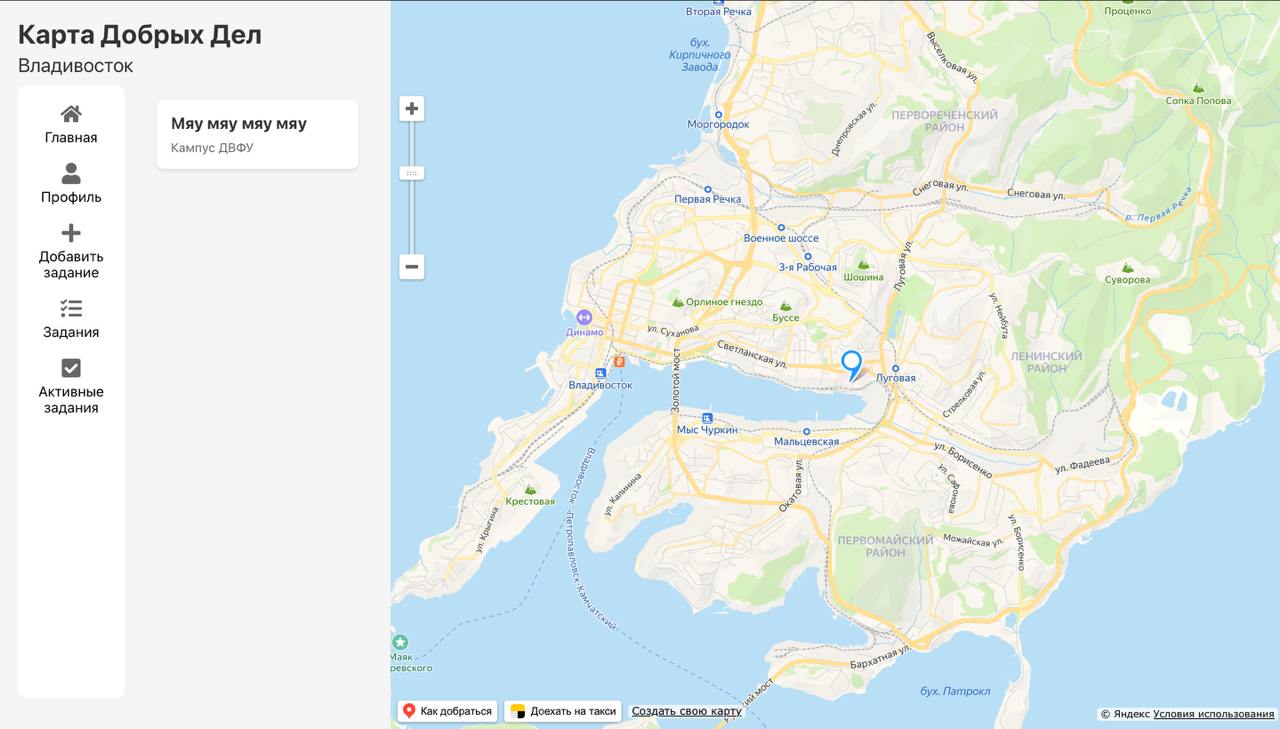 Карта Добрых Дел
Владивосток
Главная
Профиль
Добавить
задание
Задания
Активные
задания
Мяу мяу мяу мяу
Кампус ДВФУ
Вторая Речка
Проценко
бух.
Кирпичного
Завода
Выселковая ул.
Сопка Попова
Моргородок
Днепровская ул.
ПЕРВОРЕЧЕНСКИЙ
РАЙОН
Первая Речка
Снеговая ул.
Снеговая ул.
р. Первая Речка
Военное шоссе
3-я Рабочая
Луговая ул.
Шошина
Суворова
Орлиное гнездо
Буссе
ул. Нейбута
Динамо
ул. Суханова
Светланская ул.
ЛЕНИНСКИЙ
РАЙОН
Владивосток
Золотой мост
Луговая
Стрелковая ул.
Мыс Чуркин
Мальцевская
ул. Борисенко
ул. Фадеева
Владивосток - Петропавловск-Камчатский
ул. Калинина
Окатовая ул.
ул. Сафонова
Крестовая
ул. Крыгина
ПЕРВОМАЙСКИЙ
РАЙОН
Можайская ул.
ул. Борисенко
Маяк
ревского
Бархатная ул.
бух. Патрокл
ий мост
Как добраться
Доехать на такси
Создать свою карту
© Яндекс Условия использования